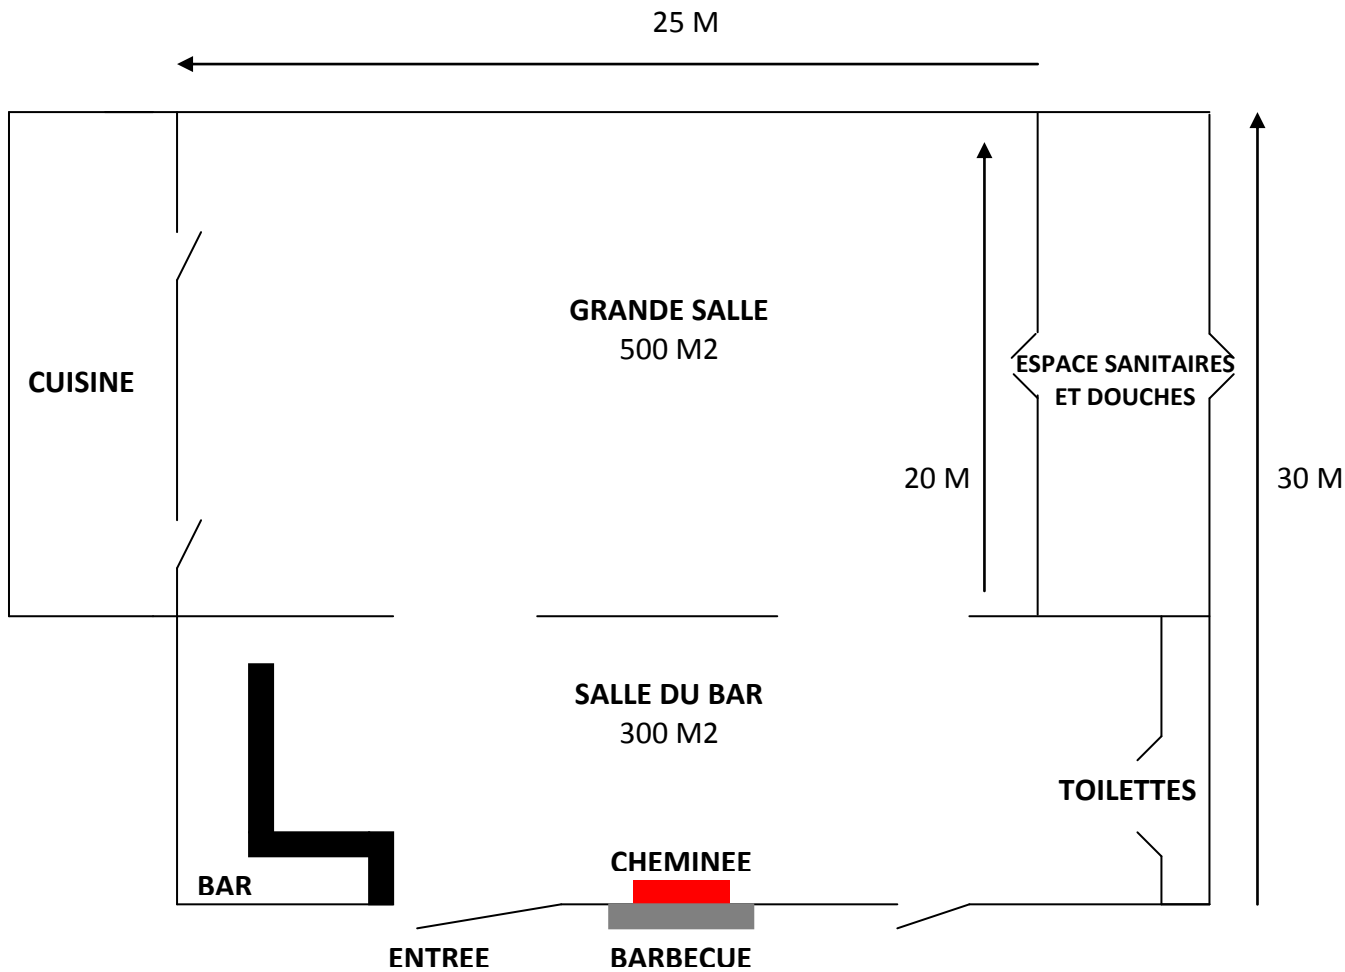 25 M
GRANDE SALLE
500 M2
CUISINE
ESPACE SANITAIRES
ET DOUCHES
20 M
30 M
SALLE DU BAR
300 M2
TOILETTES
CHEMINEE
BAR
ENTREE
BARBECUE